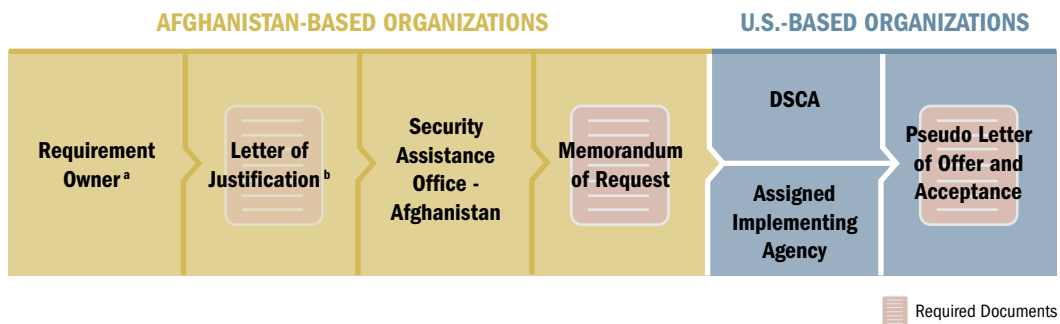 AFGHANISTAN-BASED ORGANIZATIONS
U.S.-BASED ORGANIZATIONS
Requirement
Owner a
Letter of
Justification b
Security
Assistance
Office -
Afghanistan
Memorandum
of Request
DSCA
Assigned
Implementing
Agency
Pseudo Letter
of Offer and
Acceptance
Required Documents